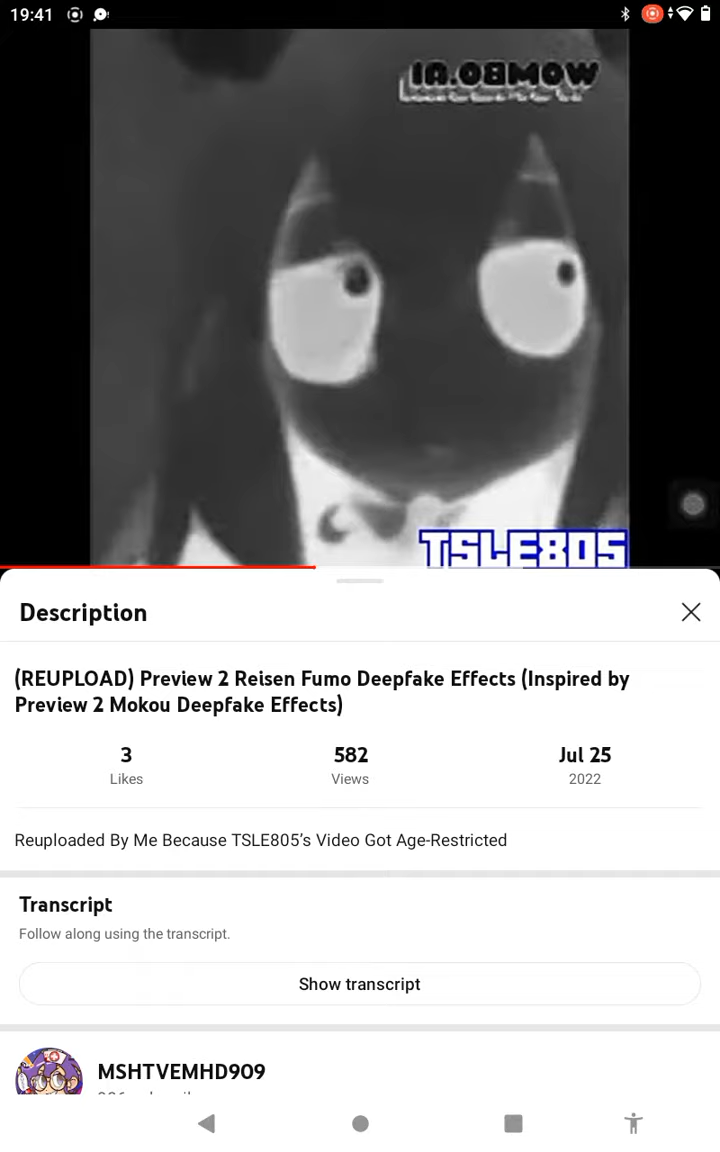 19:41
WOMBO.AI
TSLE805
Description
(REUPLOAD) Preview 2 Reisen Fumo Deepfake Effects (Inspired by
Preview 2 Mokou Deepfake Effects)
3
582
Jul 25
Likes
Views
2022
Reuploaded By Me Because TSLE805's Video Got Age-Restricted
Transcript
Follow along using the transcript.
Show transcript
MSHTVEMHD909